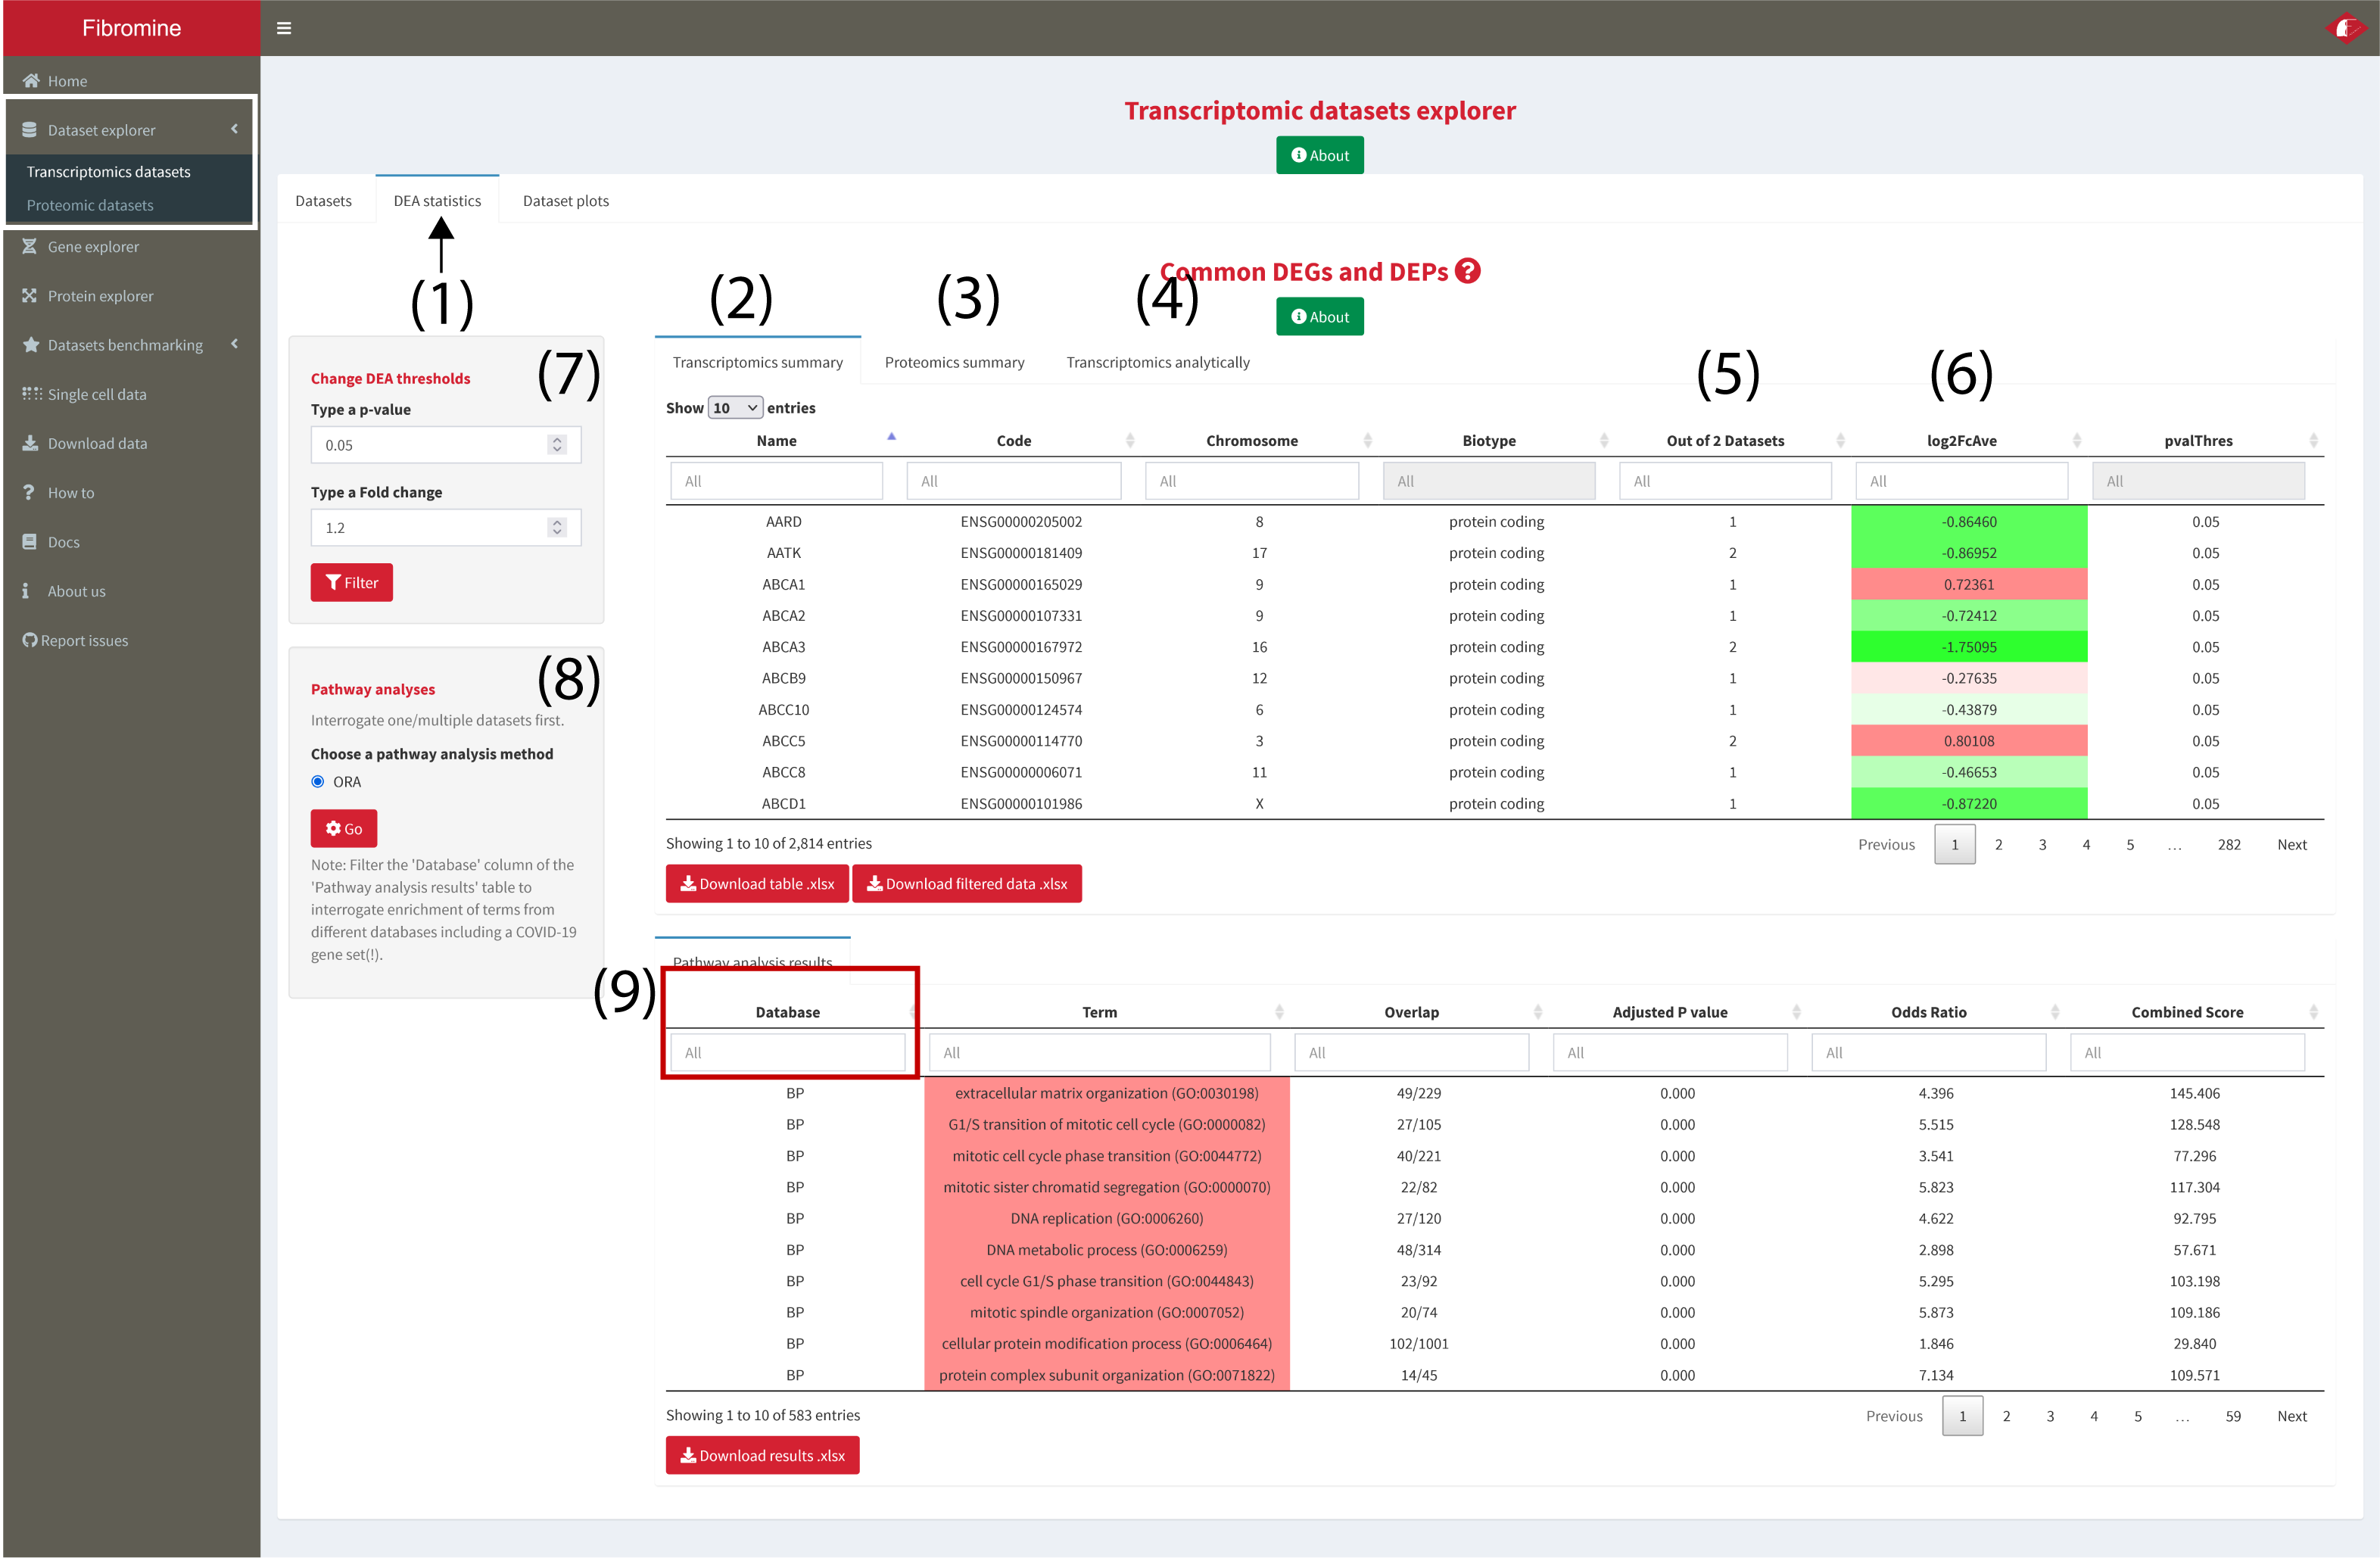 Fibromine
Home
Dataset explorer
Transcriptomics datasets
Proteomic datasets
Gene explorer
Protein explorer
Datasets benchmarking
Single cell data
Download data
How to
Docs
About us
Report issues
Transcriptomic datasets explorer
About
Datasets DEA statistics Dataset plots
(1)
Common DEGs and DEPs
About
(2) (3) (4)
(7)
Change DEA thresholds
Type a p-value
0.05
Type a Fold change
1.2
Filter
(8)
Pathway analyses
Interrogate one/multiple datasets first.
Choose a pathway analysis method
ORA
Go
Note: Filter the 'Database' column of the
'Pathway analysis results' table to
interrogate enrichment of terms from
different databases including a COVID-19
gene set(!).
Transcriptomics summary Proteomics summary Transcriptomics analytically
(5) (6)
Show 10 entries
Name Code Chromosome Biotype Out of 2 Datasets log2FcAve pvalThres
All All All All All All All
AARD ENSG00000205002 8 protein coding 1 -0.86460 0.05
AATK ENSG00000181409 17 protein coding 2 -0.86952 0.05
ABCA1 ENSG00000165029 9 protein coding 1 0.72361 0.05
ABCA2 ENSG00000107331 9 protein coding 1 -0.72412 0.05
ABCA3 ENSG00000167972 16 protein coding 2 -1.75095 0.05
ABCB9 ENSG00000150967 12 protein coding 1 -0.27635 0.05
ABCC10 ENSG00000124574 6 protein coding 1 -0.43879 0.05
ABCC5 ENSG00000114770 3 protein coding 2 0.80108 0.05
ABCC8 ENSG00000006071 11 protein coding 1 -0.46653 0.05
ABCD1 ENSG00000101986 X protein coding 1 -0.87220 0.05
Showing 1 to 10 of 2,814 entries
Previous 1 2 3 4 5 … 282 Next
Download table .xlsx Download filtered data .xlsx
Pathway analysis results
(9)
Database Term Overlap Adjusted P value Odds Ratio Combined Score
All All All All All All
BP extracellular matrix organization (GO:0030198) 49/229 0.000 4.396 145.406
BP G1/S transition of mitotic cell cycle (GO:0000082) 27/105 0.000 5.515 128.548
BP mitotic cell cycle phase transition (GO:0044772) 40/221 0.000 3.541 77.296
BP mitotic sister chromatid segregation (GO:0000070) 22/82 0.000 5.823 117.304
BP DNA replication (GO:0006260) 27/120 0.000 4.622 92.795
BP DNA metabolic process (GO:0006259) 48/314 0.000 2.898 57.671
BP cell cycle G1/S phase transition (GO:0044843) 23/92 0.000 5.295 103.198
BP mitotic spindle organization (GO:0007052) 20/74 0.000 5.873 109.186
BP cellular protein modification process (GO:0006464) 102/1001 0.000 1.846 29.840
BP protein complex subunit organization (GO:0071822) 14/45 0.000 7.134 109.571
Showing 1 to 10 of 583 entries
Previous 1 2 3 4 5 … 59 Next
Download results .xlsx